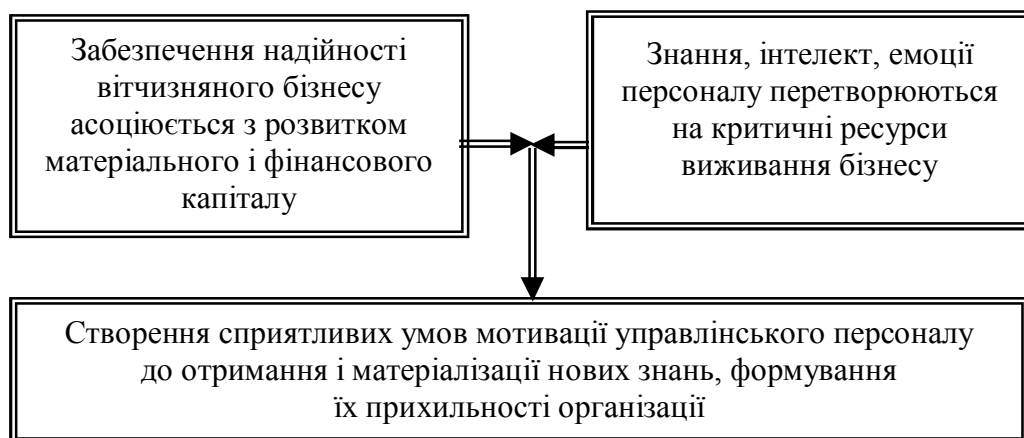 Забезпечення надійності
вітчизняного бізнесу
асоціюється з розвитком
матеріального і фінансового
капіталу
Знання, інтелект, емоції
персоналу перетворюються
на критичні ресурси
виживання бізнесу
Створення сприятливих умов мотивації управлінського персоналу
до отримання і матеріалізації нових знань, формування
їх прихильності організації